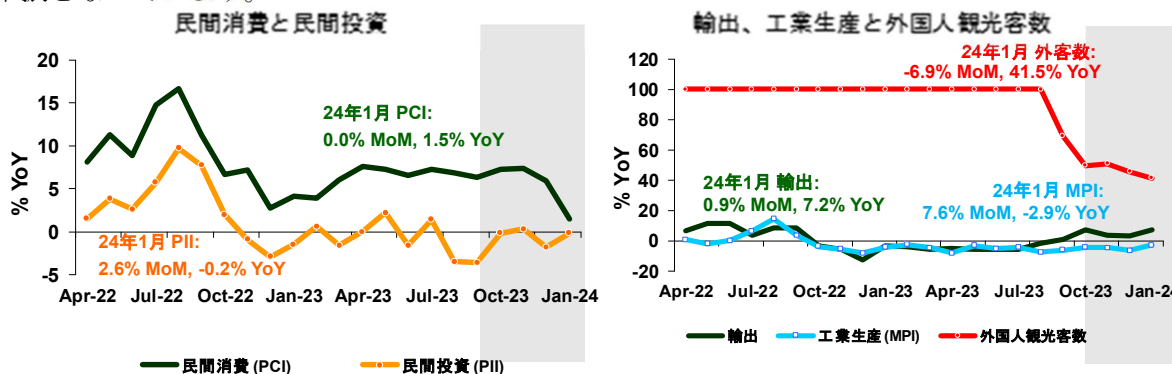 民間消費と民間投資
% YoY
20
15
10
5
0
-5
24年1月 PCI:
0.0% MoM, 1.5% YoY
24年1月 PII:
2.6% MoM, -0.2% YoY
Apr-22 Jul-22 Oct-22 Jan-23 Apr-23 Jul-23 Oct-23 Jan-24
民間消費 (PCI) 民間投資 (PII)
輸出、工業生産と外国人観光客数
% YoY
120
100
80
60
40
20
0
-20
24年1月 外客数:
-6.9% MoM, 41.5% YoY
24年1月 輸出:
0.9% MoM, 7.2% YoY
24年1月 MPI:
7.6% MoM, -2.9% YoY
Apr-22 Jul-22 Oct-22 Jan-23 Apr-23 Jul-23 Oct-23 Jan-24
輸出 工業生産 (MPI) 外国人観光客数